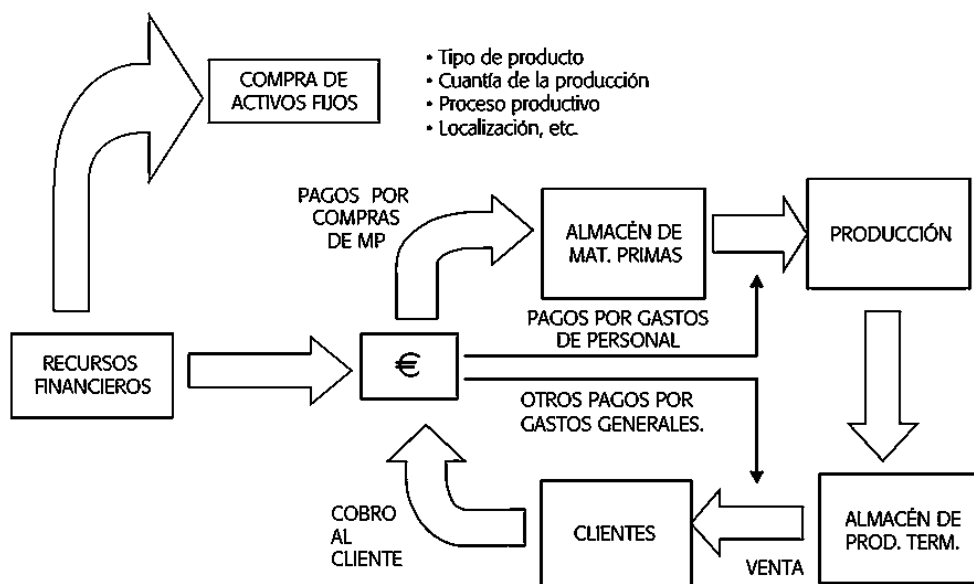 COMPRA DE
ACTIVOS FIJOS
• Tipo de producto
• Cuantía de la producción
• Proceso productivo
• Localización, etc.
PAGOS POR
COMPRAS
DE MP
ALMACÉN DE
MAT. PRIMAS
PRODUCCIÓN
PAGOS POR GASTOS
DE PERSONAL
RECURSOS
FINANCIEROS
€
OTROS PAGOS POR
GASTOS GENERALES.
COBRO
AL
CLIENTE
CLIENTES
VENTA
ALMACÉN DE
PROD. TERM.